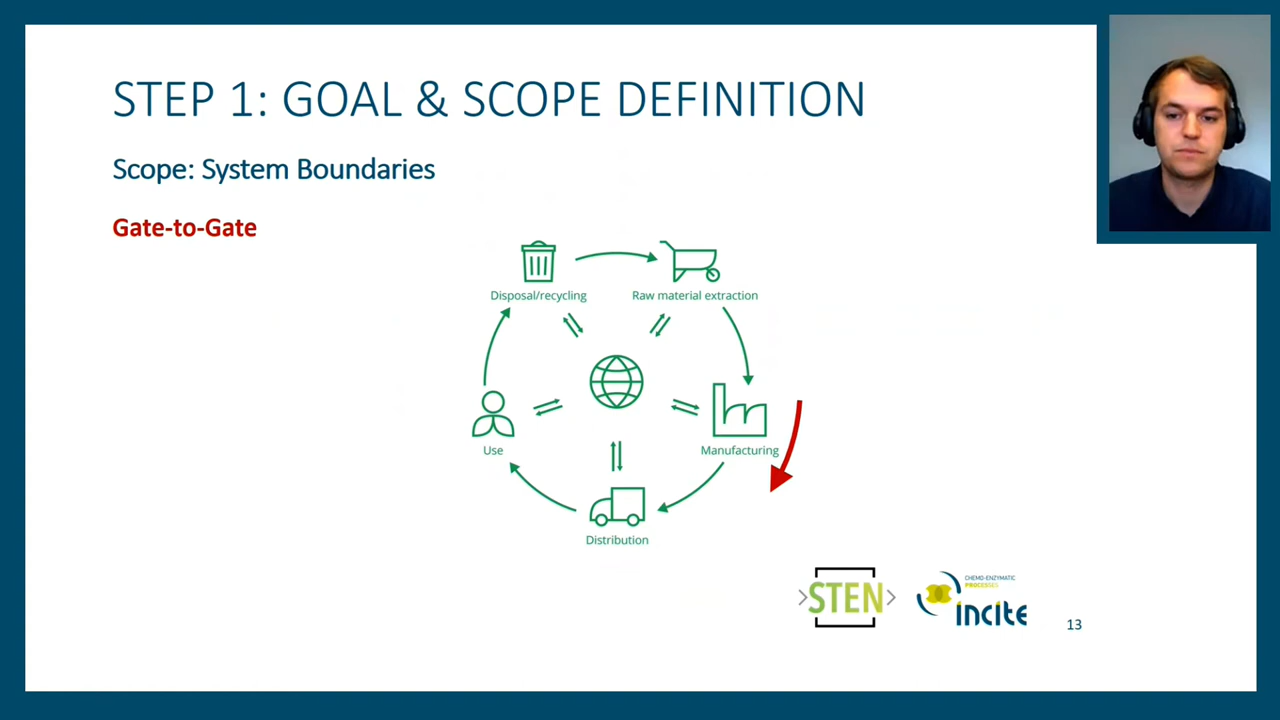 STEP 1: GOAL & SCOPE DEFINITION
Scope: System Boundaries
Gate-to-Gate
Disposal/recycling
Raw material extraction
Use
Manufacturing
Distribution
STEN
CHEMO-ENZYMATIC
PROCESSES
incite
13